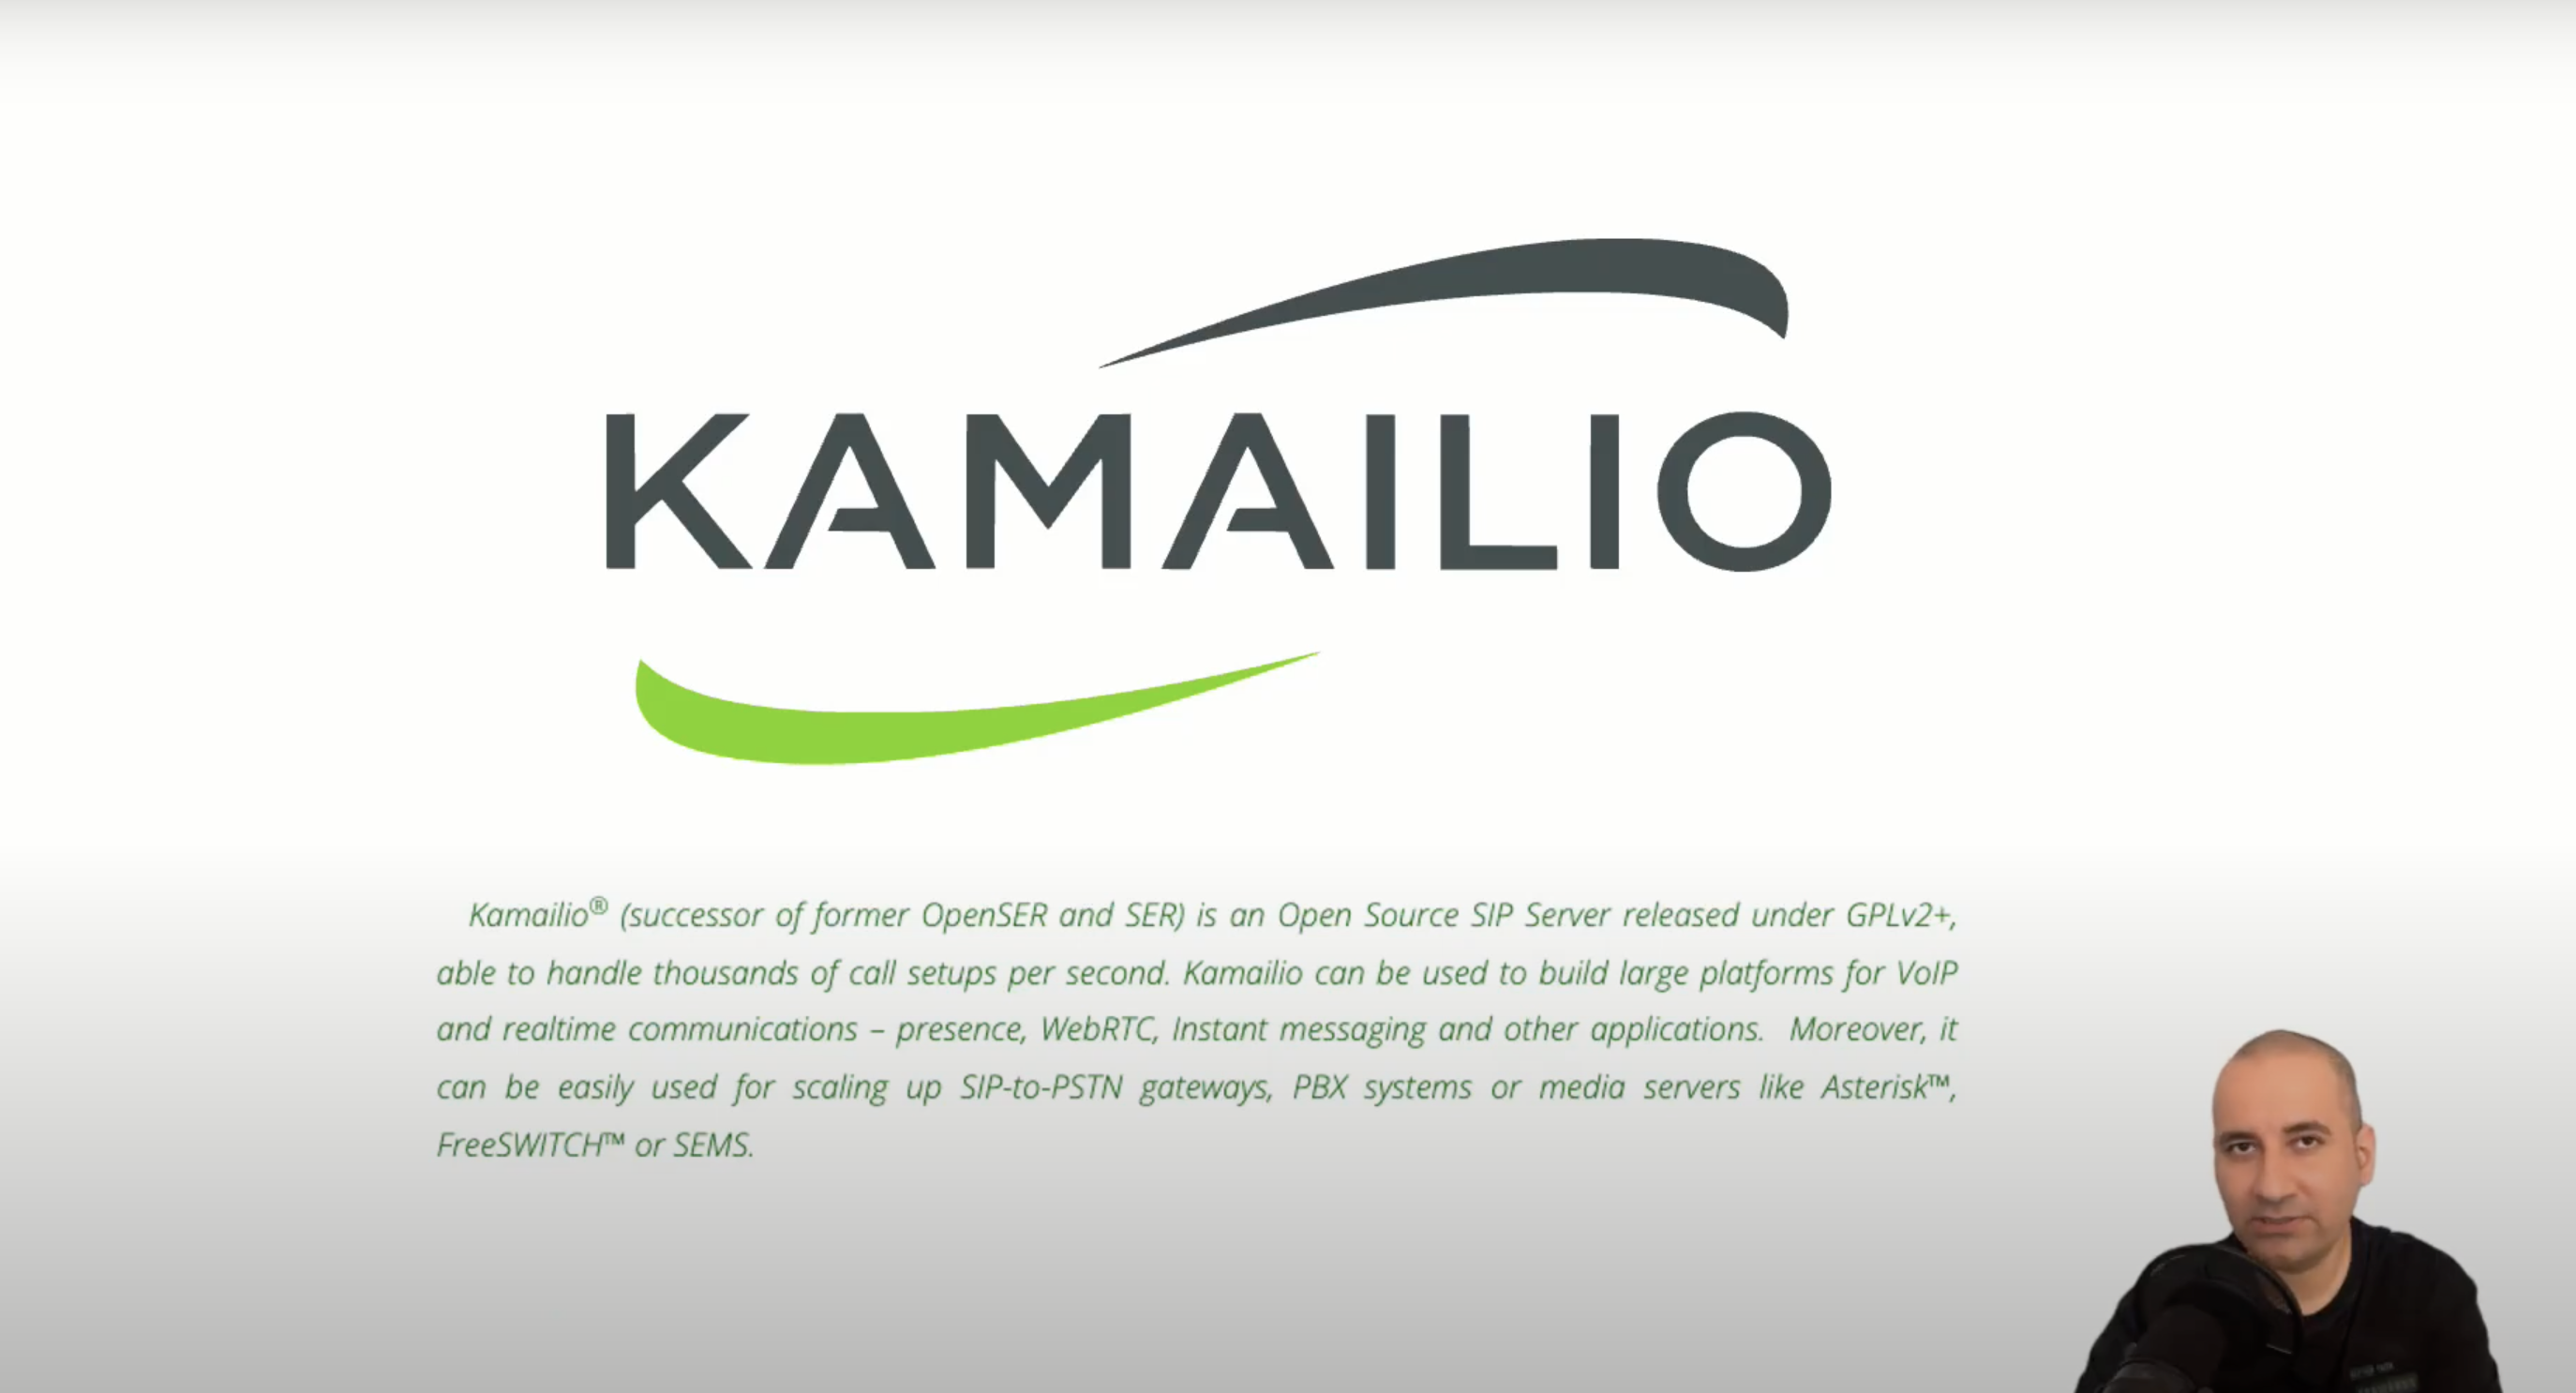 KAMAILIO
Kamailio® (successor of former OpenSER and SER) is an Open Source SIP Server released under GPLv2+,
able to handle thousands of call setups per second. Kamailio can be used to build large platforms for VoIP
and realtime communications – presence, WebRTC, Instant messaging and other applications. Moreover, it
can be easily used for scaling up SIP-to-PSTN gateways, PBX systems or media servers like Asterisk™,
FreeSWITCH™ or SEMS.